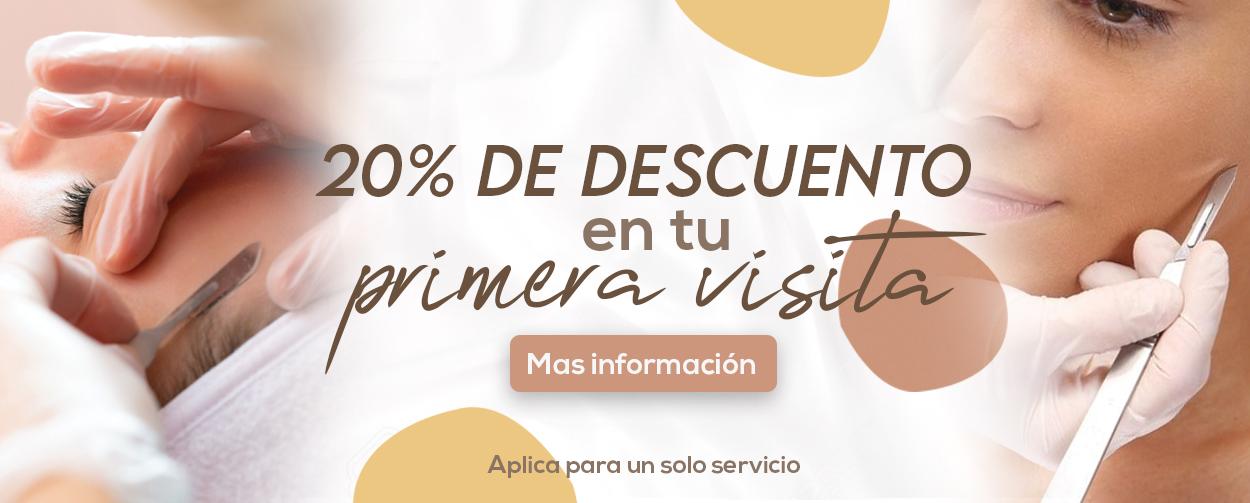 20% DE DESCUENTO
en tu
primera visita
Mas información
Aplica para un solo servicio